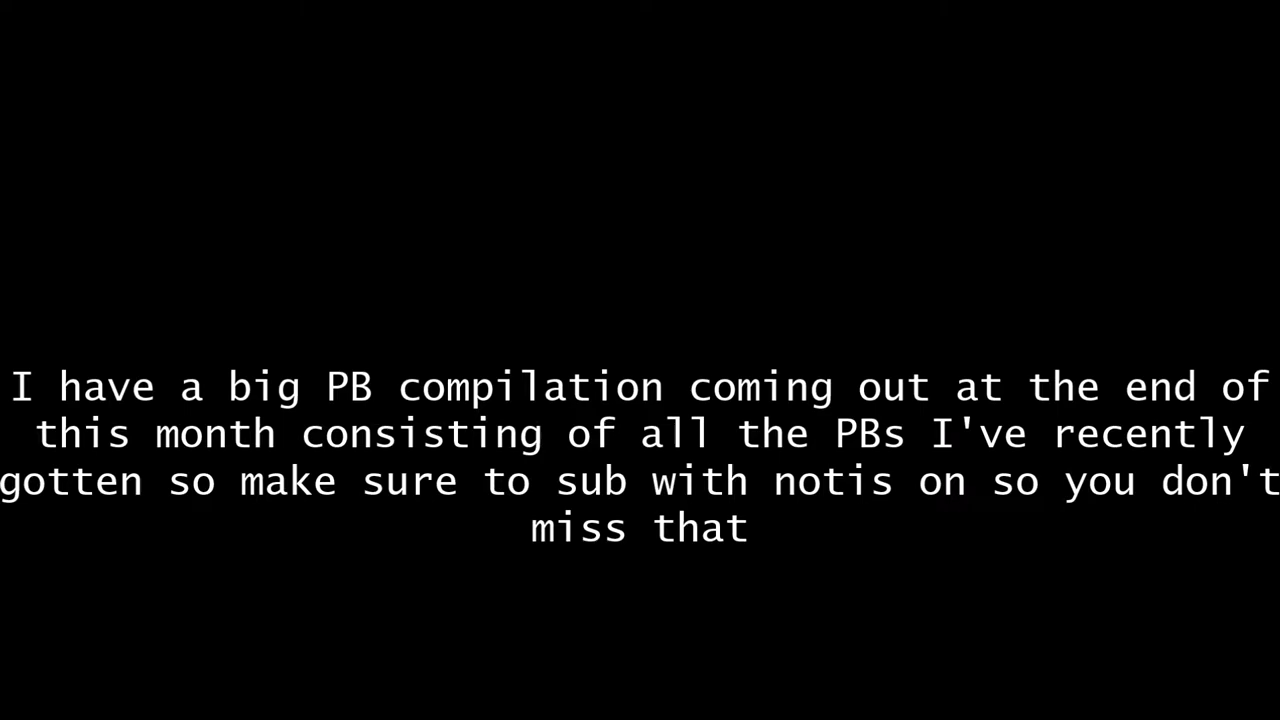 I have a big PB compilation coming out at the end of
this month consisting of all the PBs I've recently
gotten so make sure to sub with notis on so you don't
miss that